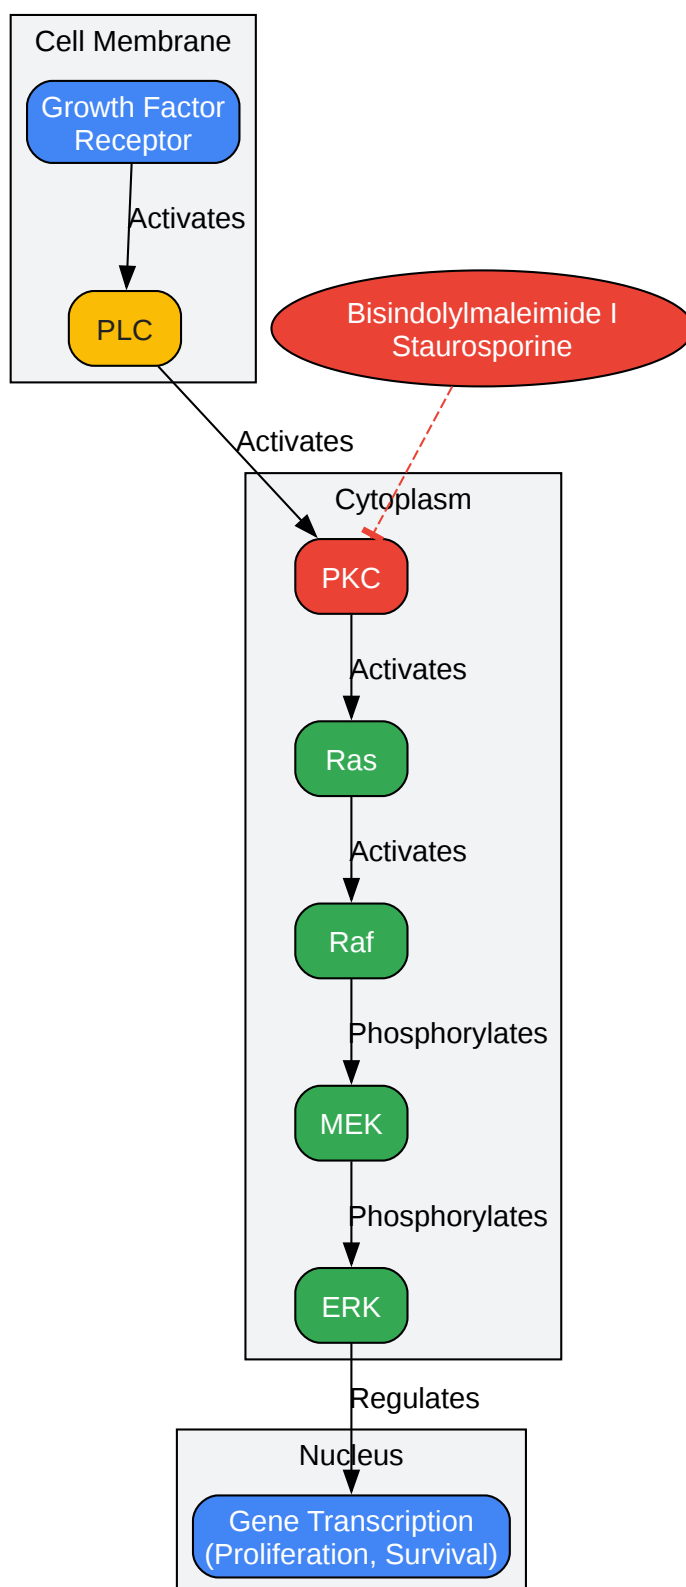 Cell Membrane
Growth Factor
Receptor
Activates
PLC
Bisindolylmaleimide I
Staurosporine
Activates
Cytoplasm
PKC
Activates
Ras
Activates
Raf
Phosphorylates
MEK
Phosphorylates
ERK
Regulates
Nucleus
Gene Transcription
(Proliferation, Survival)